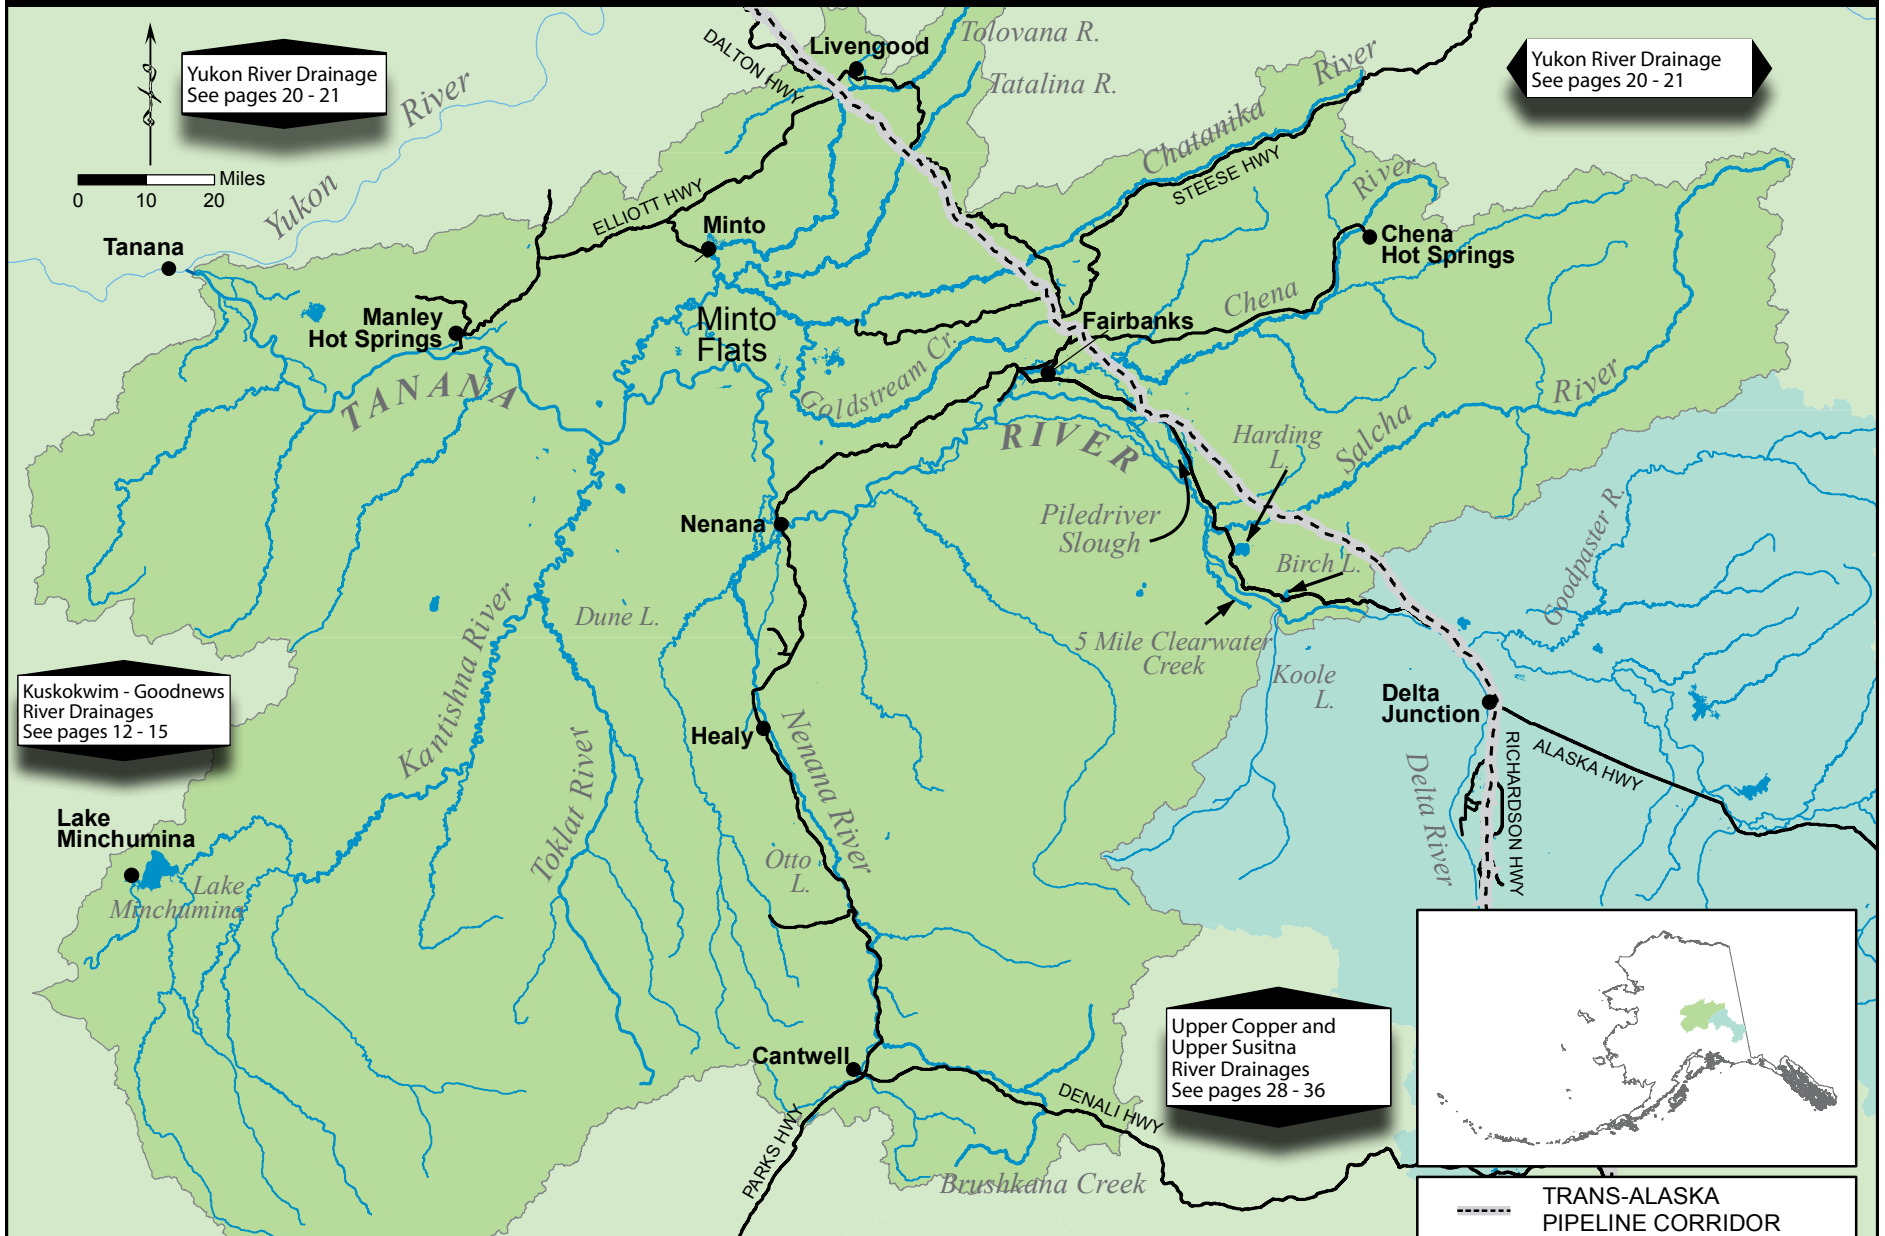 Yukon River Drainage
See pages 20 - 21
Yukon River Drainage
See pages 20 - 21
Tolovana R.
Livengood
DALTON HWY
Tatalina R.
River
Yukon
Chatanika
River
STEESE HWY
River
Miles
0 10 20
ELLIOTT HWY
Minto
Tanana
Chena
Hot Springs
Chena
Manley
Hot Springs
Minto
Flats
Fairbanks
Goldstream Cr.
TANANA
RIVER
Harding
L.
Salcha
River
Nenana
Piledriver
Slough
Goodpaster R.
Birch L.
Dune L.
5 Mile Clearwater
Creek
Koole
L.
Kantishna River
Kuskokwim - Goodnews
River Drainages
See pages 12 - 15
Delta
Junction
Healy
Nenana River
Toklat River
ALASKA HWY
RICHARDSON HWY
Delta River
Lake
Minchumina
Lake
Minchumina
Otto
L.
Upper Copper and
Upper Susitna
River Drainages
See pages 28 - 36
Cantwell
DENALI HWY
PARKS HWY
Brushkana Creek
TRANS-ALASKA
PIPELINE CORRIDOR